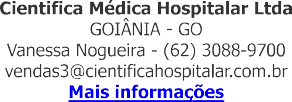 Cientifica Médica Hospitalar Ltda
GOIÂNIA - GO
Vanessa Nogueira - (62) 3088-9700
vendas3@cientificahospitalar.com.br
Mais informações